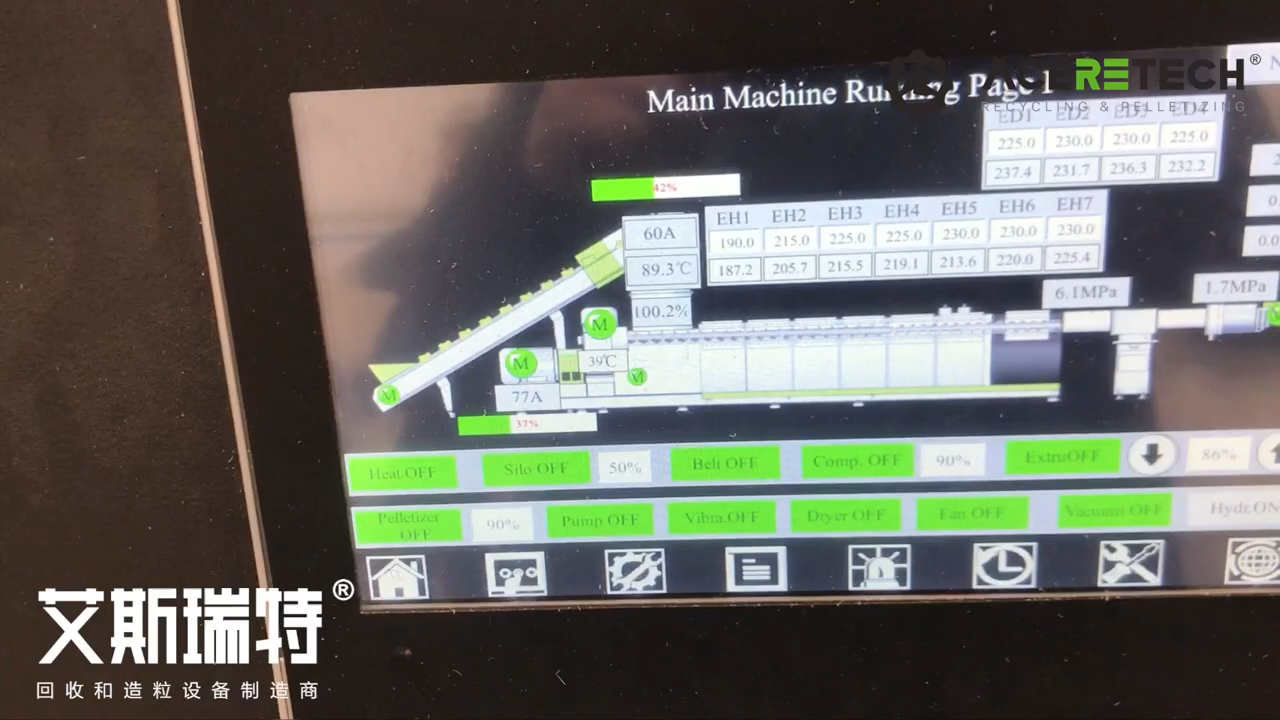 RETECH®
RECYCLING & PELLETIZING
Main Machine Running Page 1
ED1 ED2 ED3 ED4
225.0 230.0 230.0 225.0
237.4 231.7 236.3 232.2
42%
EH1 EH2 EH3 EH4 EH5 EH6 EH7
190.0 215.0 225.0 225.0 230.0 230.0 230.0
187.2 205.7 215.5 219.1 213.6 220.0 225.4
60A
89.3℃
100.2%
6.1MPa
1.7MPa
M
M
39℃
M
M
77A
37%
Heat.OFF Silo OFF 50% Belt OFF Comp. OFF 90% ExtruOFF 86%
Pelletizer OFF 90% Pump OFF Vibra.OFF Dryer OFF Fan OFF Vacuum OFF Hydr.ON
艾斯瑞特®
回收和造粒设备制造商